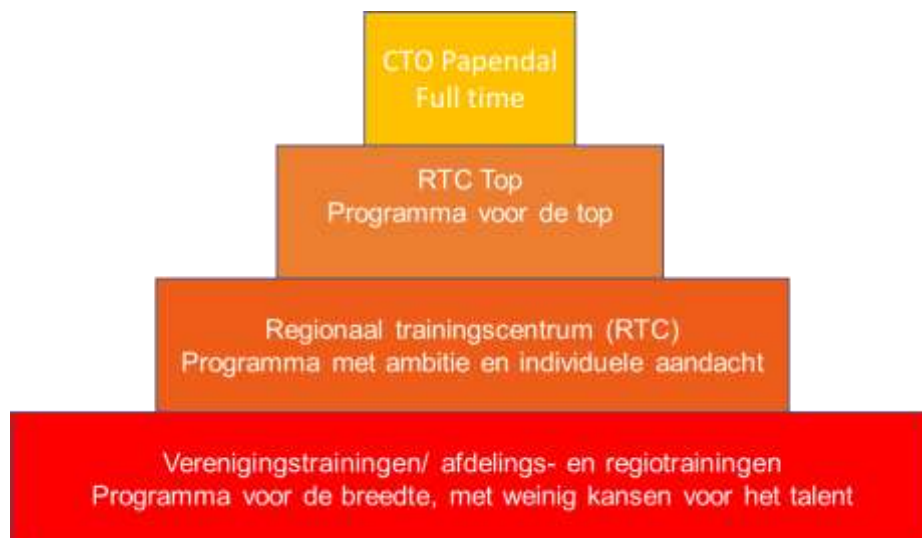 CTO Papendal
Full time
RTC Top
Programma voor de top
Regionaal trainingscentrum (RTC)
Programma met ambitie en individuele aandacht
Verenigingstrainingen/ afdelings- en regiotrainingen
Programma voor de breedte, met weinig kansen voor het talent